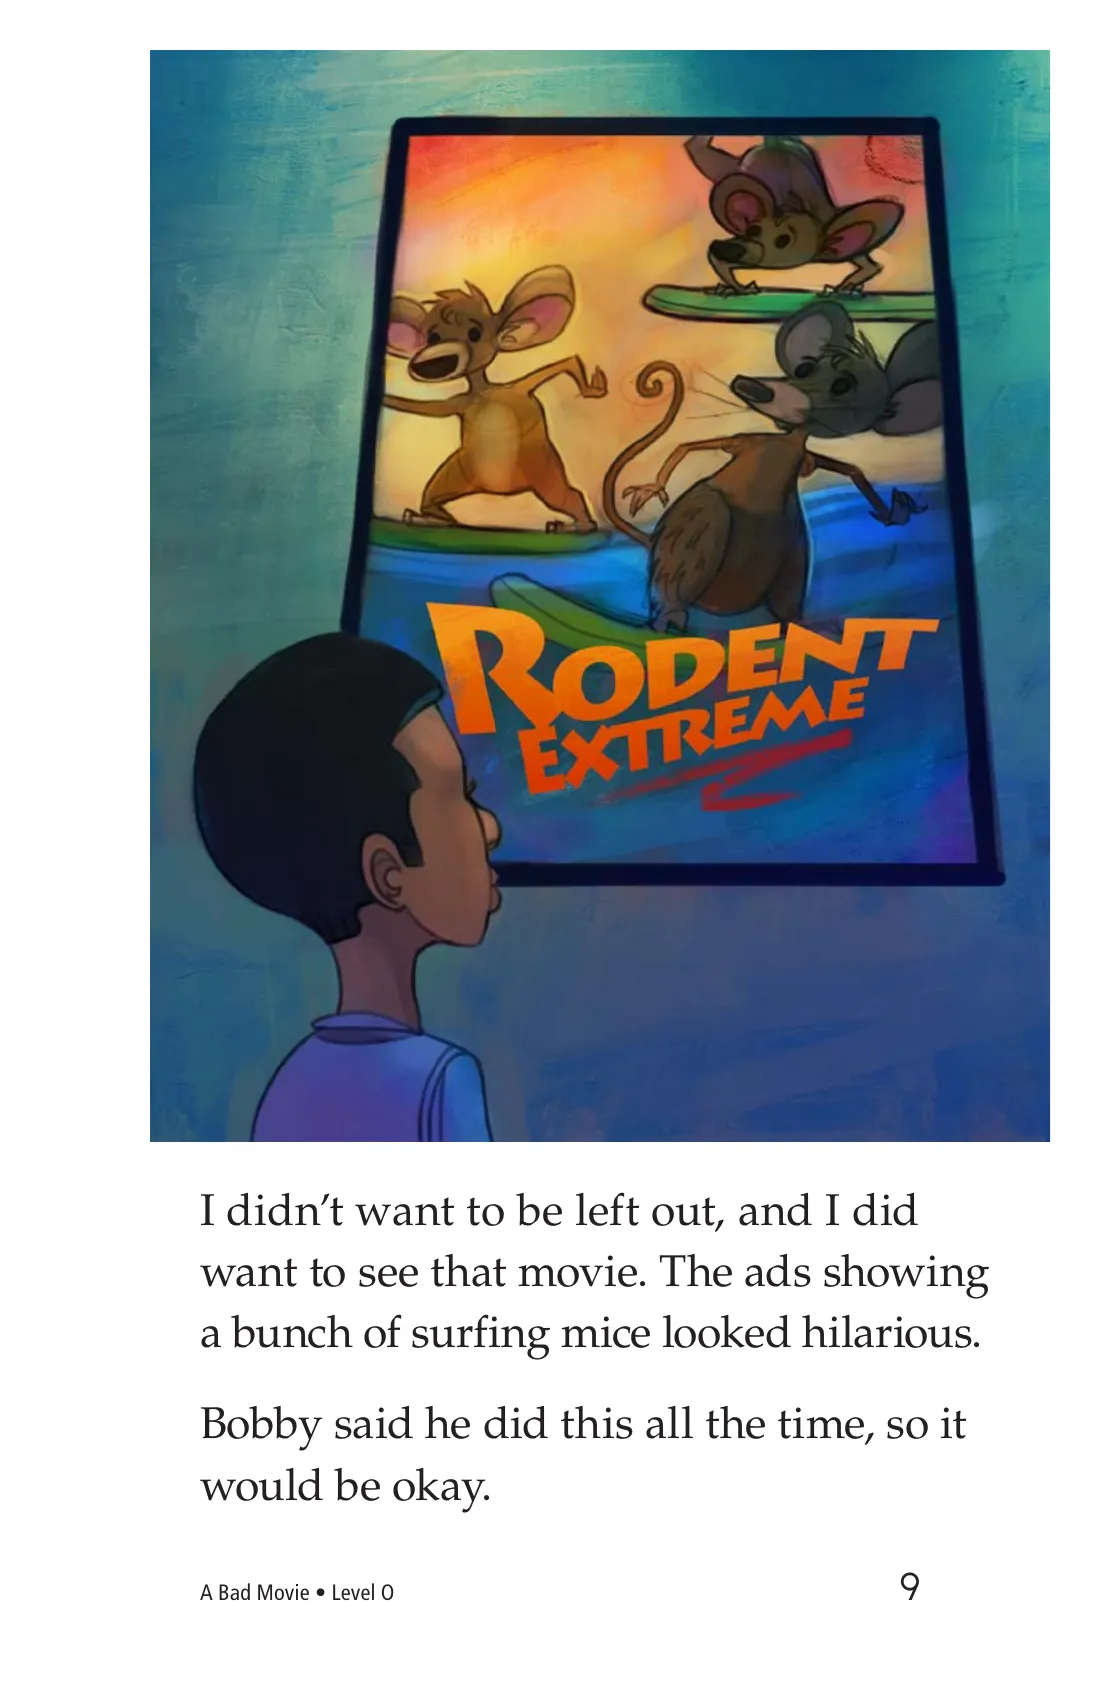 RODENT
EXTREME
I didn’t want to be left out, and I did
want to see that movie. The ads showing
a bunch of surfing mice looked hilarious.
Bobby said he did this all the time, so it
would be okay.
A Bad Movie • Level O
9